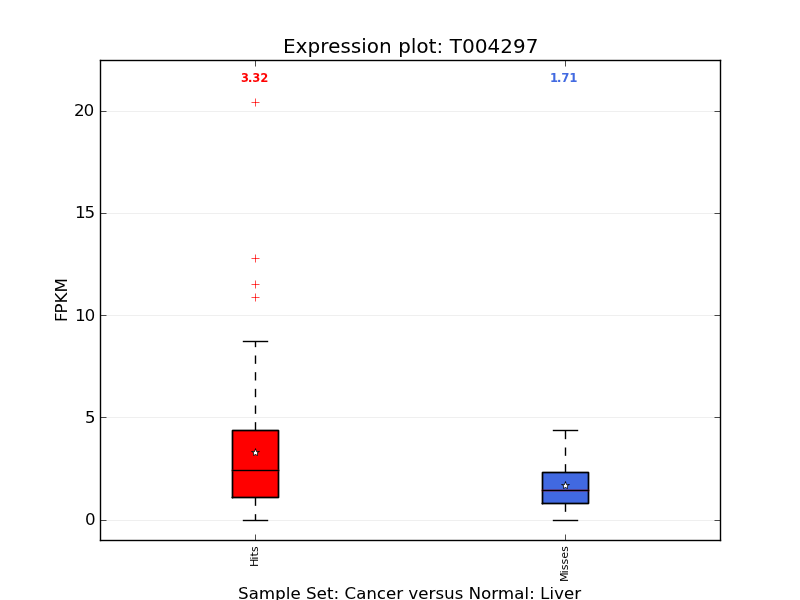 Expression plot: T004297
3.32 1.71
20
15
10
5
0
FPKM
Hits
Misses
Sample Set: Cancer versus Normal: Liver